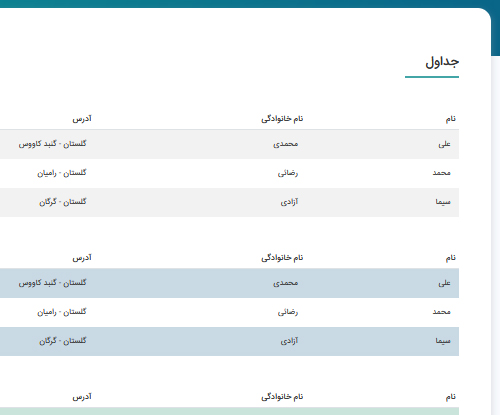 جداول
نام نام خانوادگی آدرس
علی محمدی گلستان - گنبد کاووس
محمد رضائی گلستان - رامیان
سیما آزادی گلستان - گرگان
نام نام خانوادگی آدرس
علی محمدی گلستان - گنبد کاووس
محمد رضائی گلستان - رامیان
سیما آزادی گلستان - گرگان
نام نام خانوادگی آدرس